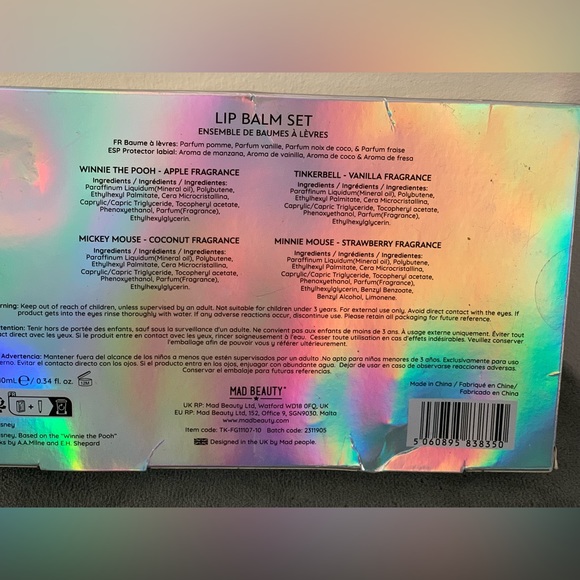 LIP BALM SET
ENSEMBLE DE BAUMES À LÈVRES
FR Baume à lèvres: Parfum pomme, Parfum vanille, Parfum noix de coco, & Parfum fraise
ESP Protector labial: Aroma de manzana, Aroma de vainilla, Aroma de coco & Aroma de fresa
WINNIE THE POOH - APPLE FRAGRANCE
Ingredients / Ingrédients / Ingredientes:
Paraffinum Liquidum(Mineral oil), Polybutene,
Ethylhexyl Palmitate, Cera Microcristallina,
Caprylic/Capric Triglyceride, Tocopheryl acetate,
Phenoxyethanol, Parfum(Fragrance),
Ethylhexylglycerin.
TINKERBELL - VANILLA FRAGRANCE
Ingredients / Ingrédients / Ingredientes:
Paraffinum Liquidum(Mineral oil), Polybutene,
Ethylhexyl Palmitate, Cera Microcristallina,
Caprylic/Capric Triglyceride, Tocopheryl acetate,
Phenoxyethanol, Parfum(Fragrance),
Ethylhexylglycerin.
MICKEY MOUSE - COCONUT FRAGRANCE
Ingredients / Ingrédients / Ingredientes:
Paraffinum Liquidum(Mineral oil), Polybutene,
Ethylhexyl Palmitate, Cera Microcristallina,
Caprylic/Capric Triglyceride, Tocopheryl acetate,
Phenoxyethanol, Parfum(Fragrance),
Ethylhexylglycerin.
MINNIE MOUSE - STRAWBERRY FRAGRANCE
Ingredients / Ingrédients / Ingredientes:
Paraffinum Liquidum(Mineral oil), Polybutene,
Ethylhexyl Palmitate, Cera Microcristallina,
Caprylic/Capric Triglyceride, Tocopheryl acetate,
Phenoxyethanol, Parfum(Fragrance),
Ethylhexylglycerin, Benzyl Benzoate,
Benzyl Alcohol, Limonene.
arning: Keep out of reach of children, unless supervised by an adult. Not suitable for children under 3 years. For external use only. Avoid direct contact with the eyes. If
product gets into the eyes rinse thoroughly with water. If any adverse reactions occur, discontinue use. Please retain all packaging for future reference.
ttention: Tenir hors de portée des enfants, sauf sous la surveillance d'un adulte. Ne convient pas aux enfants de moins de 3 ans. À usage externe uniquement. Éviter tout
ct direct avec les yeux. Si le produit entre en contact avec les yeux, rincer soigneusement à l'eau. Cesser toute utilisation en cas d'effets indésirables. Veuillez conserver
l'emballage afin de pouvoir vous y référer ultérieurement.
Advertencia: Mantener fuera del alcance de los niños a menos que estén supervisados por un adulto .No apto para niños menores de 3 años. Exclusivamente para uso
erno. Evitar el contacto directo con los ojos. Si el producto entra en los ojos, enjuagar con abundante agua. Dejar de usar en caso de observarse reacciones adversas.
Conservar el embalaje para futuras referencias.
0mL ℮ / 0.34 fl. oz.
12M
MAD BEAUTY™
UK RP: Mad Beauty Ltd, Watford WD18 0FQ, UK
EU RP: Mad Beauty Ltd, 153, Office 9, SGN9030, Malta
www.madbeauty.com
Item code: TK-FG11107-10 Batch code: 2311905
Designed in the UK by Mad people.
Made in China / Fabriqué en Chine/
Fabricado en China
5 060895 838350
sney
sney, Based on the "Winnie the Pooh"
ks by A.A.Milne and E.H. Shepard